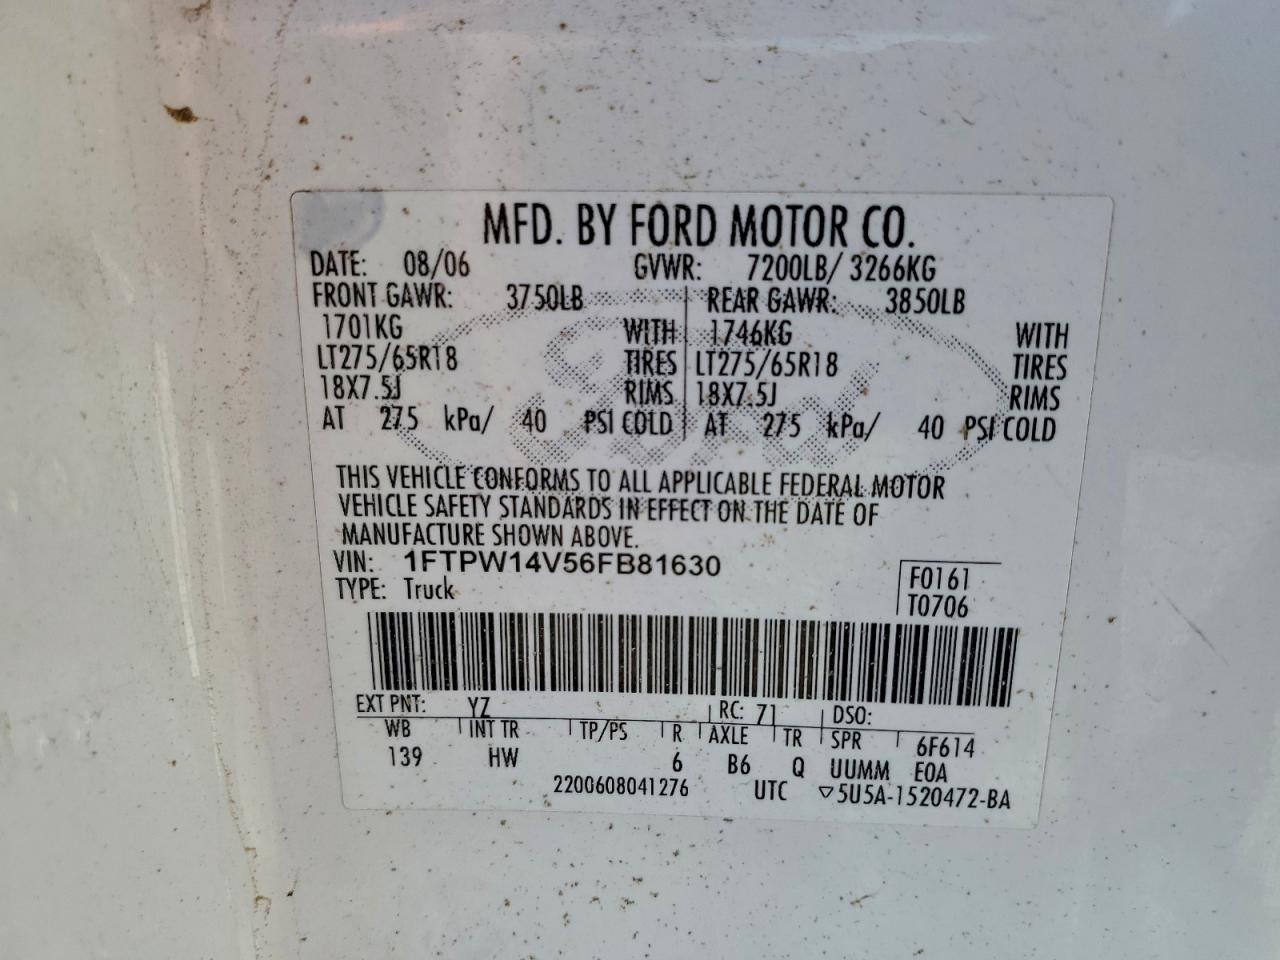 MFD. BY FORD MOTOR CO.
DATE: 08/06 GVWR: 7200LB/ 3266KG
FRONT GAWR: 3750LB REAR GAWR: 3850LB
1701KG WITH 1746KG WITH
LT275/65R18 TIRES LT275/65R18 TIRES
18X7.5J RIMS 18X7.5J RIMS
AT 275 kPa/ 40 PSI COLD AT 275 kPa/ 40 PSI COLD
THIS VEHICLE CONFORMS TO ALL APPLICABLE FEDERAL MOTOR
VEHICLE SAFETY STANDARDS IN EFFECT ON THE DATE OF
MANUFACTURE SHOWN ABOVE.
VIN: 1FTPW14V56FB81630
TYPE: Truck
F0161
T0706
EXT PNT: YZ RC: 71 DSO:
WB INT TR TP/PS R AXLE TR SPR 6F614
139 HW 6 B6 Q UUMM E0A
2200608041276 UTC ▽5U5A-1520472-BA
Ford